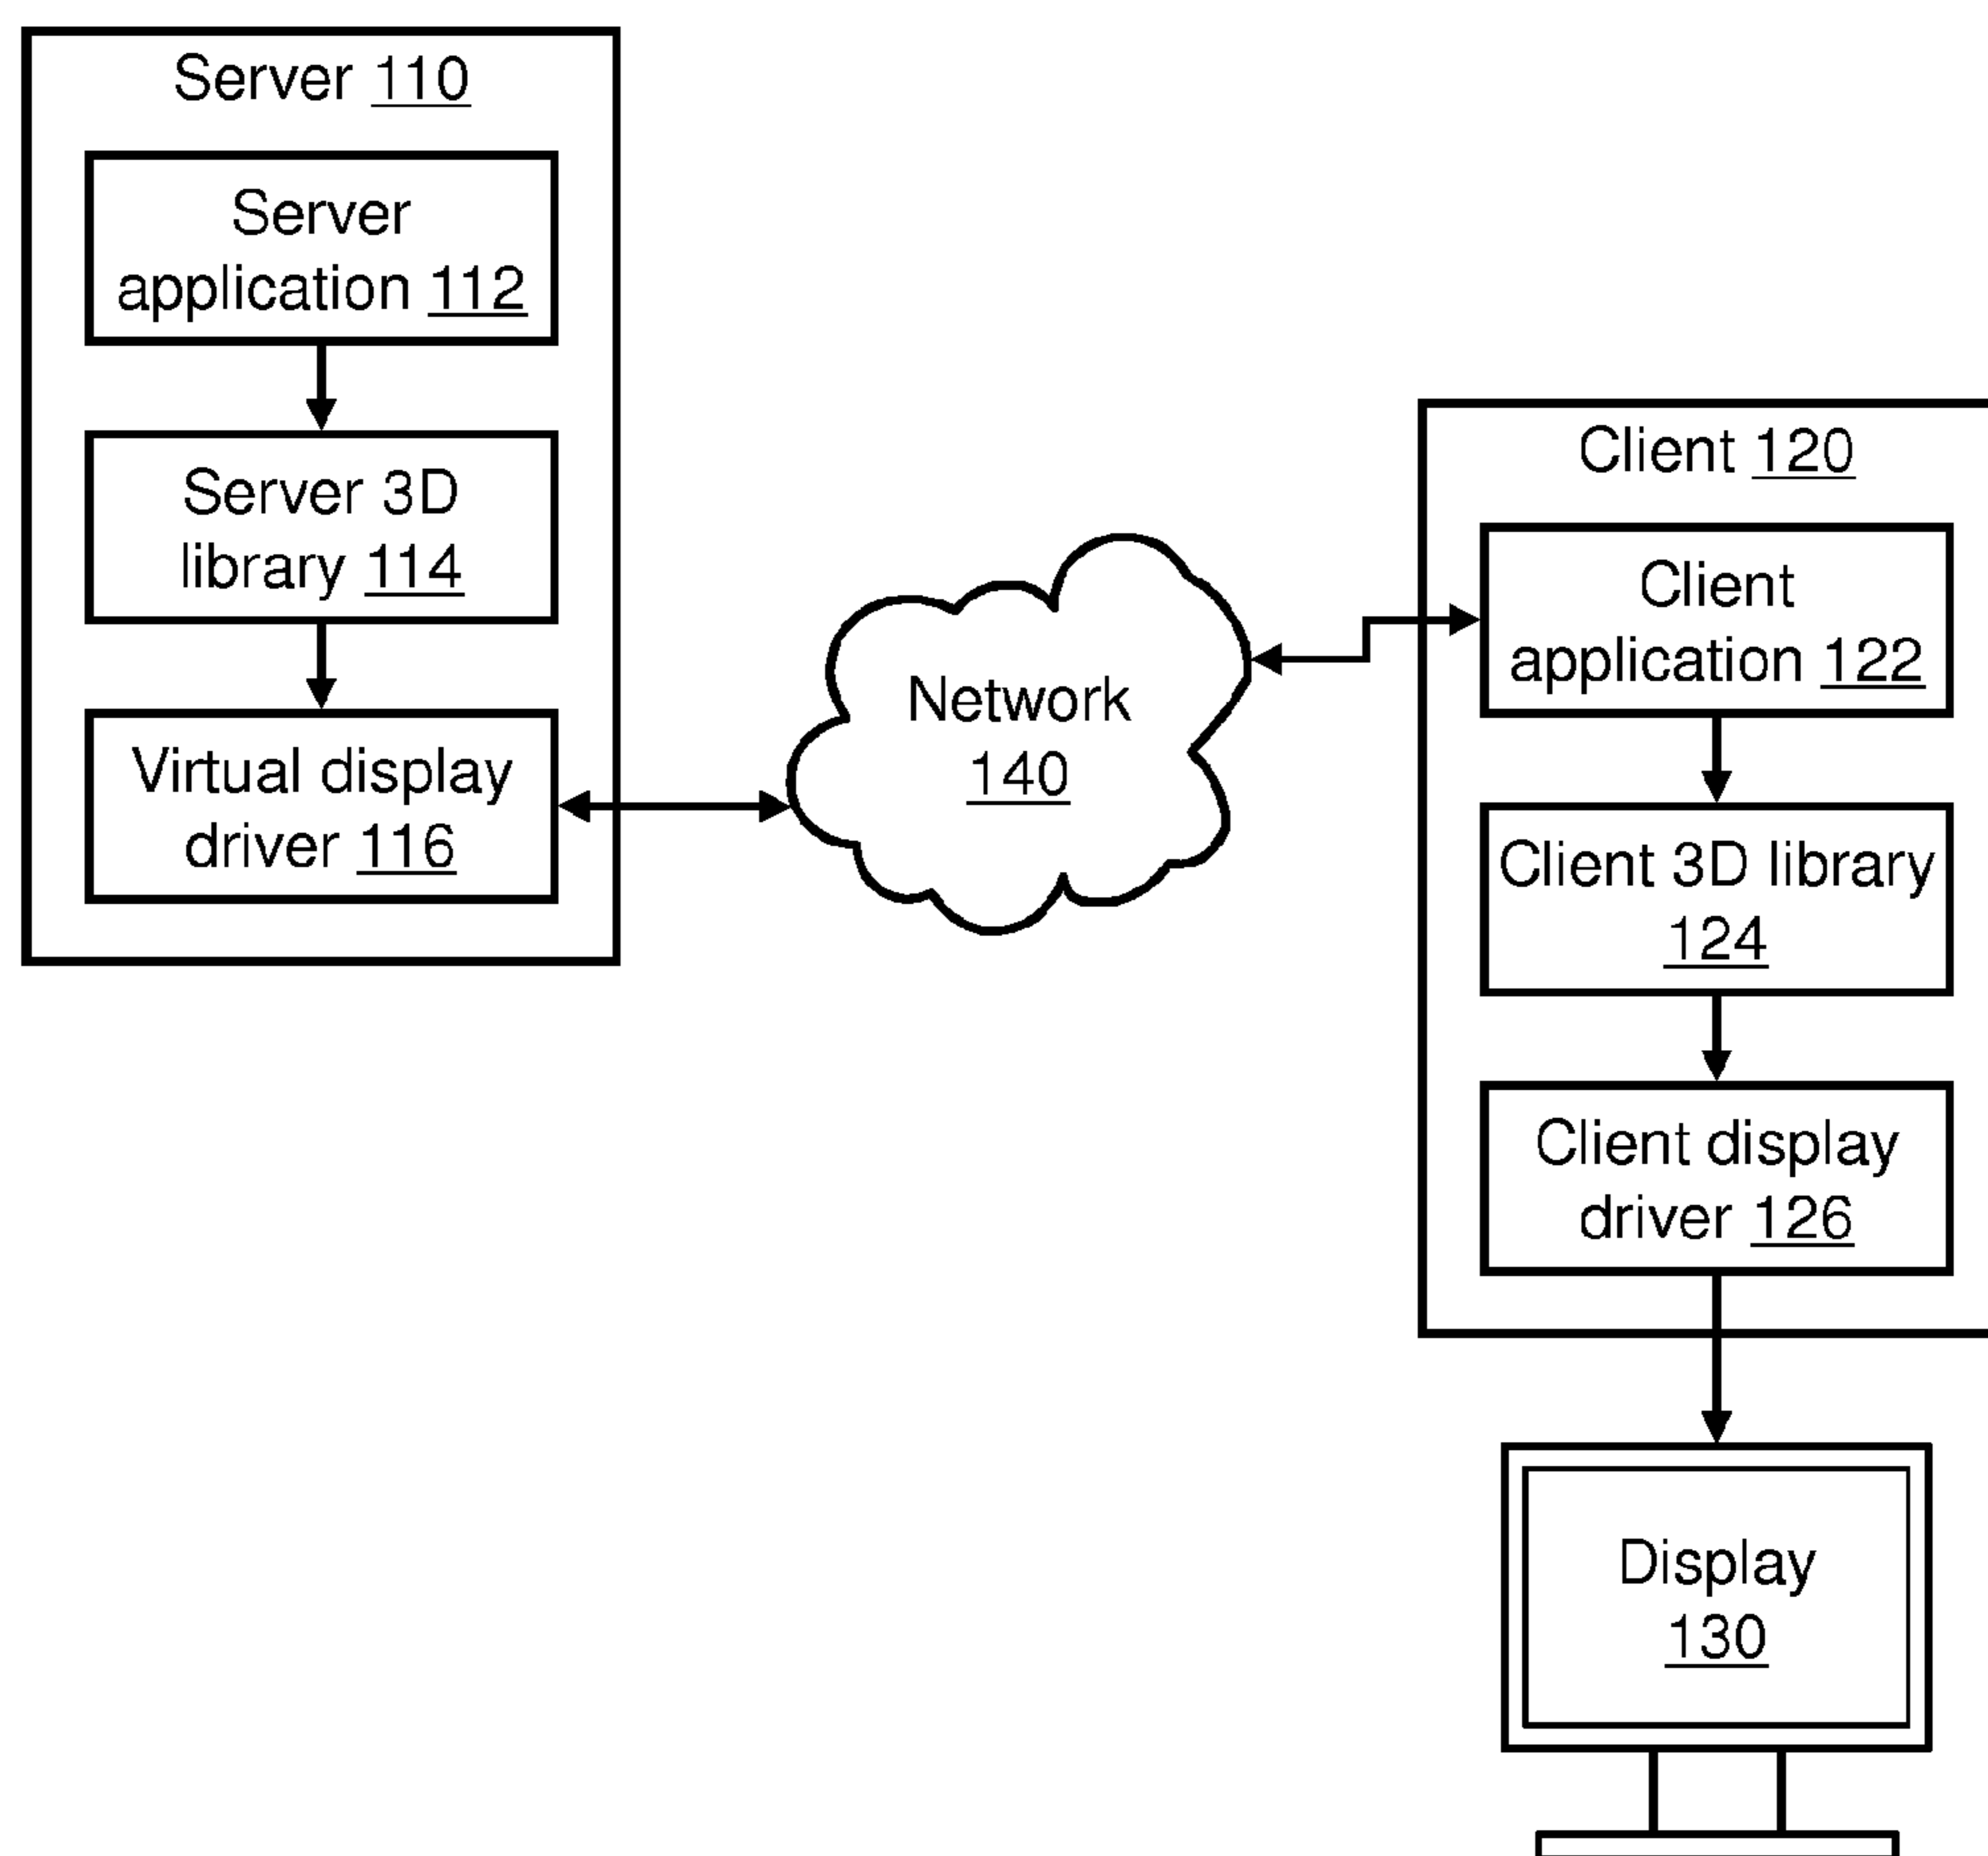 Server 110
Server
application 112
Server 3D
library 114
Virtual display
driver 116
Network
140
Client 120
Client
application 122
Client 3D library
124
Client display
driver 126
Display
130